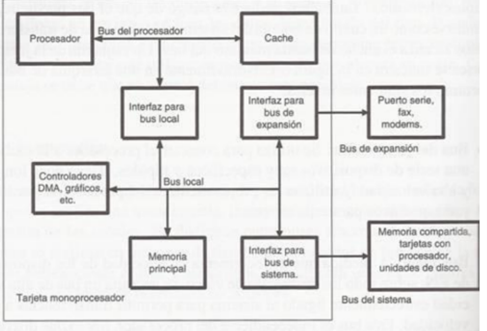 Procesador
Bus del procesador
Cache
Interfaz para
bus local
Interfaz para
bus de
expansión
Puerto serie,
fax,
modems.
Bus de expansión
Controladores
DMA, gráficos,
etc.
Bus local
Memoria
principal
Interfaz para
bus de
sistema.
Memoria compartida,
tarjetas con
procesador,
unidades de disco.
Tarjeta monoprocesador
Bus del sistema